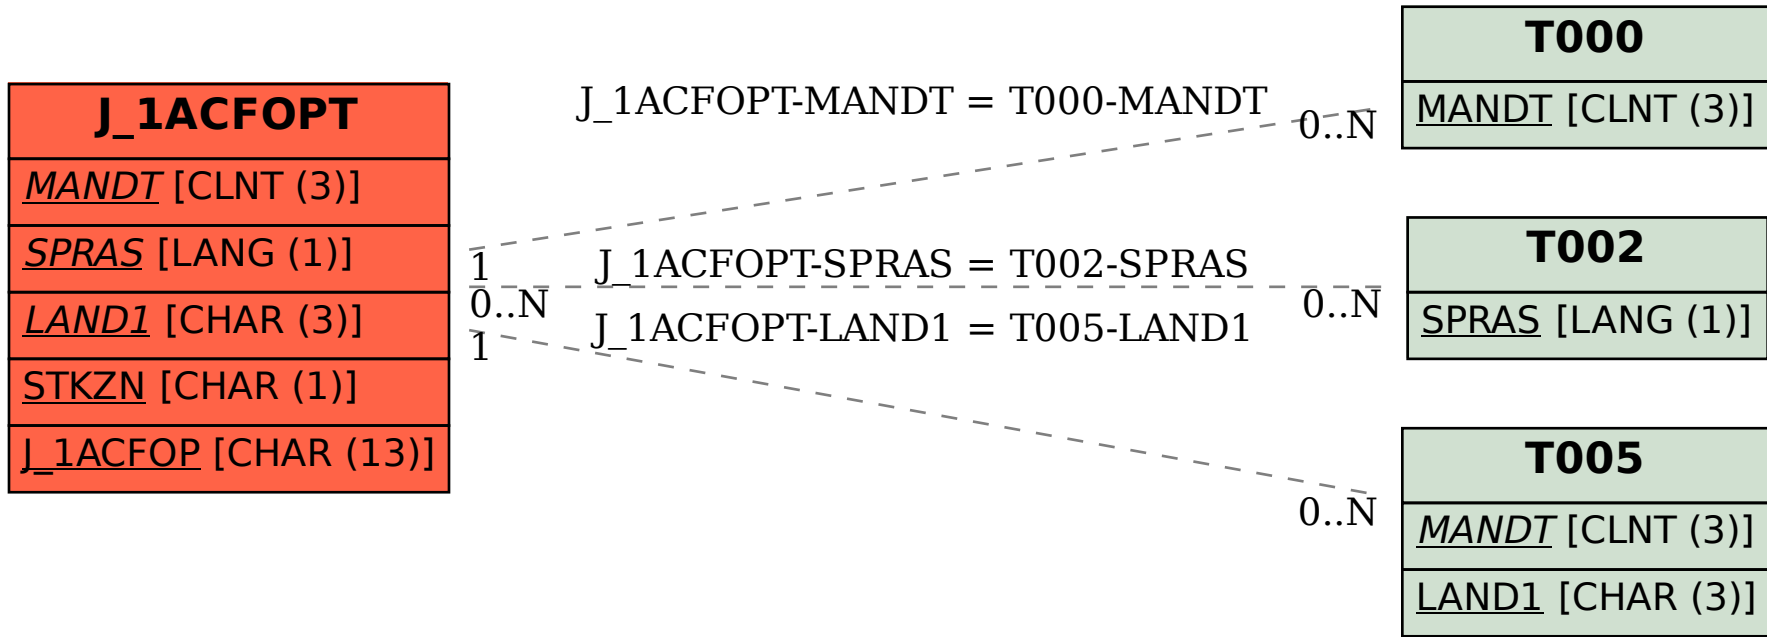 J_1ACFOPT
MANDT [CLNT (3)]
SPRAS [LANG (1)]
LAND1 [CHAR (3)]
STKZN [CHAR (1)]
J_1ACFOP [CHAR (13)]
J_1ACFOPT-MANDT = T000-MANDT
0..N
1
J_1ACFOPT-SPRAS = T002-SPRAS
0..N
0..N
J_1ACFOPT-LAND1 = T005-LAND1
1
0..N
T000
MANDT [CLNT (3)]
T002
SPRAS [LANG (1)]
T005
MANDT [CLNT (3)]
LAND1 [CHAR (3)]